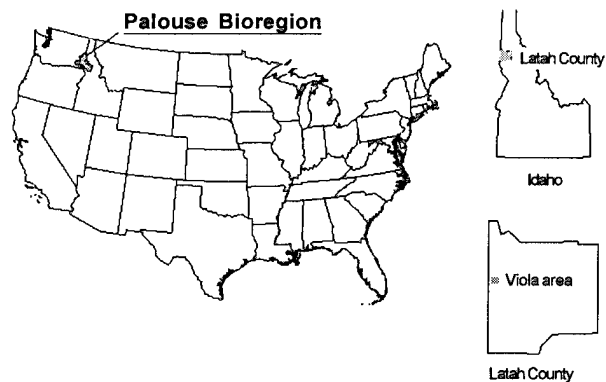 Palouse Bioregion
Latah County
Idaho
Viola area
Latah County